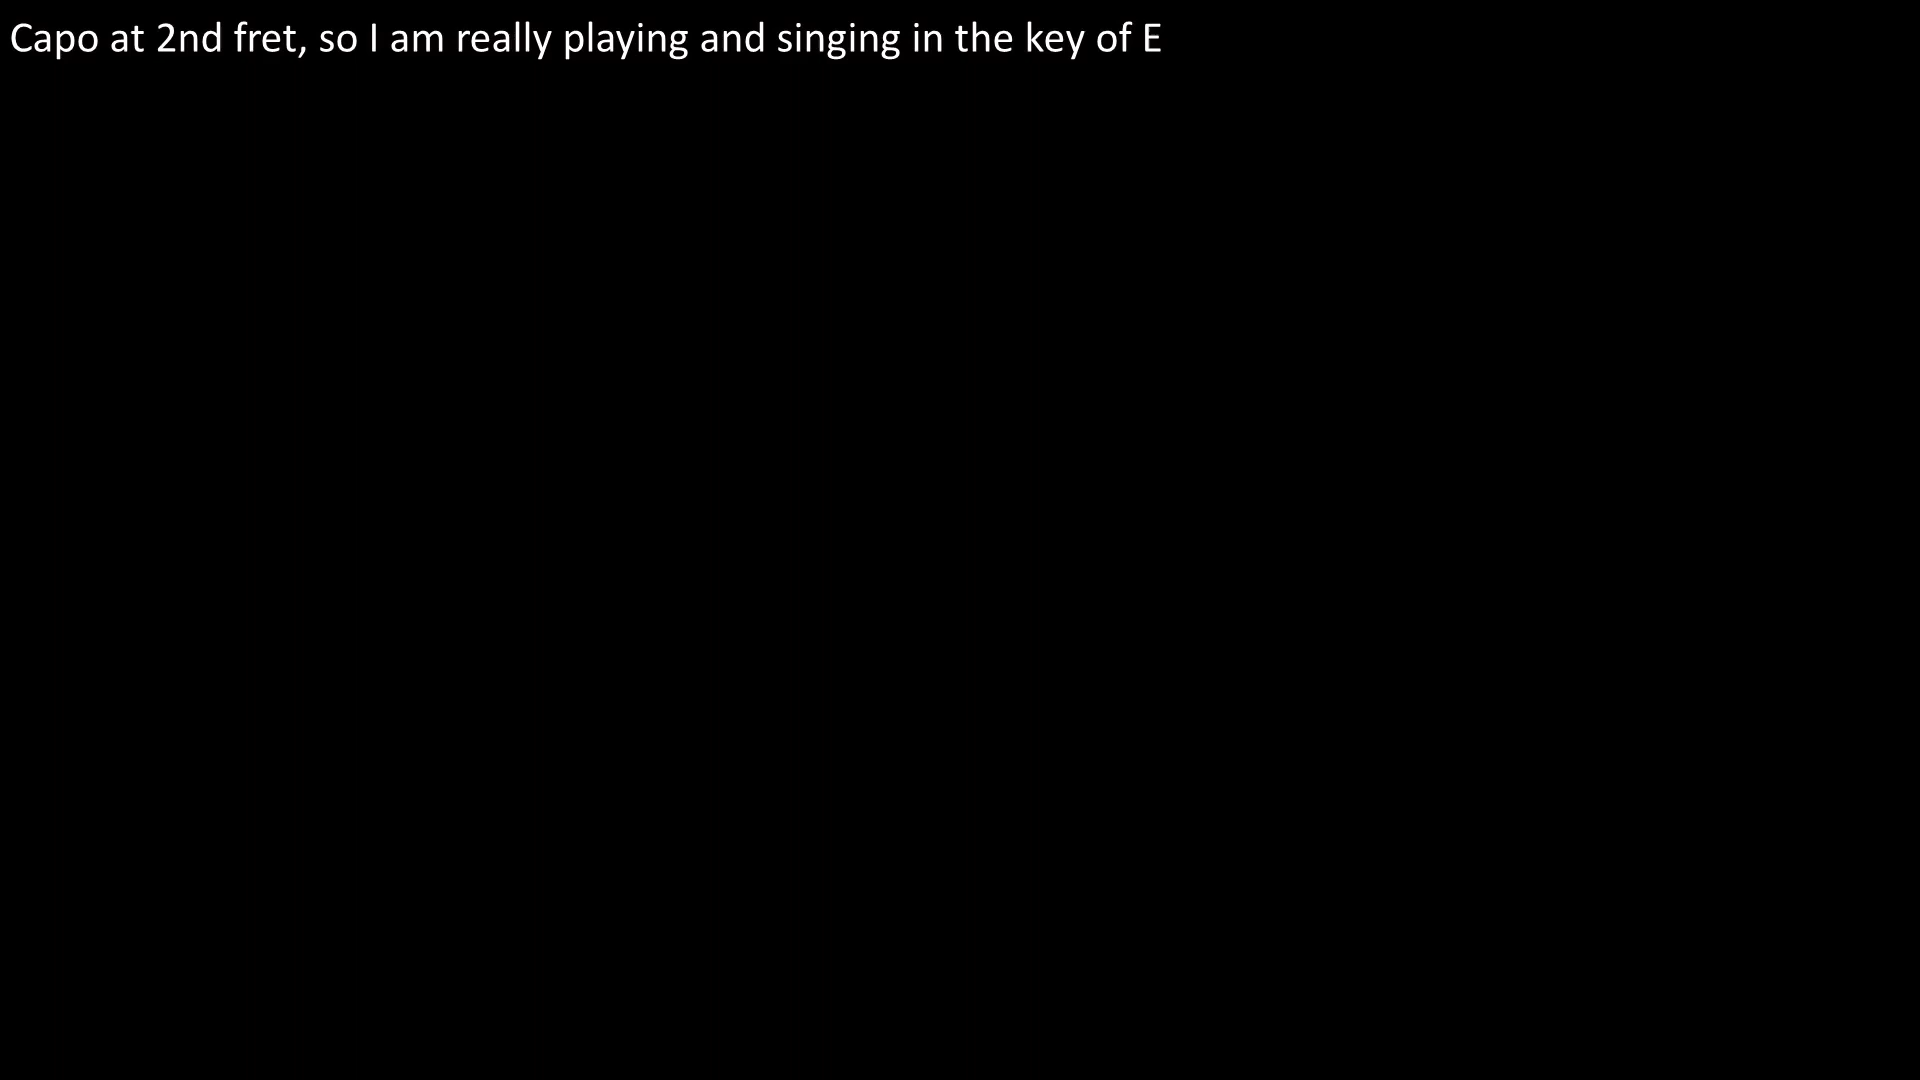 Capo at 2nd fret, so I am really playing and singing in the key of E